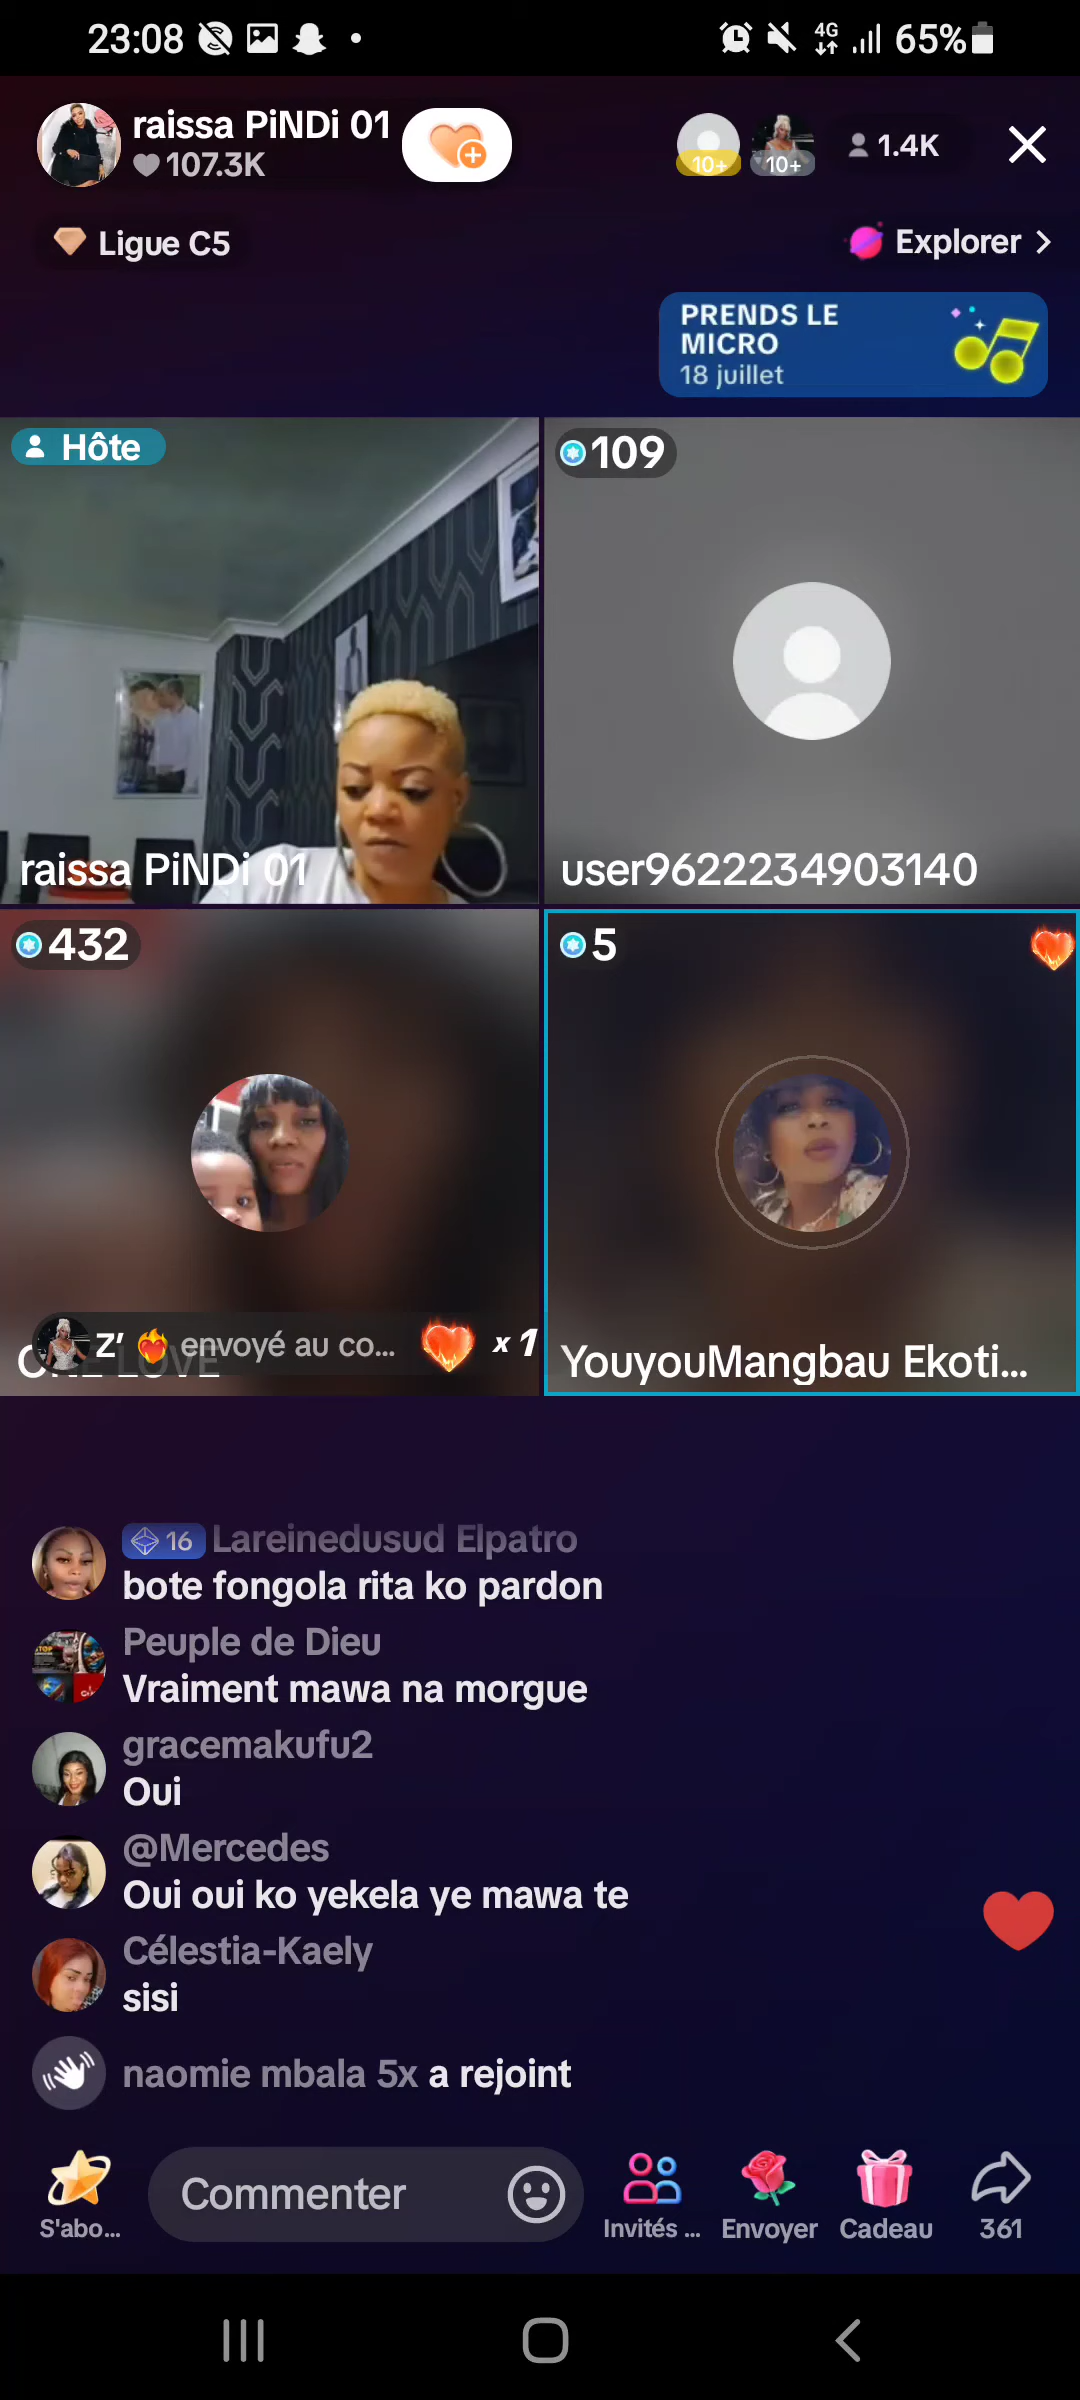 23:08
4G
65%
raissa PiNDi 01
107.3K
10+
10+
1.4K
Ligue C5
Explorer
PRENDS LE
MICRO
18 juillet
Hôte
109
raissa PiNDi 01
user9622234903140
432
5
Z’ envoyé au co... x 1
ONE LOVE
YouyouMangbau Ekoti...
16 Lareinedusud Elpatro
bote fongola rita ko pardon
Peuple de Dieu
Vraiment mawa na morgue
gracemakufu2
Oui
@Mercedes
Oui oui ko yekela ye mawa te
Célestia-Kaely
sisi
naomie mbala 5x a rejoint
Commenter
S'abo...
Invités ...
Envoyer
Cadeau
361